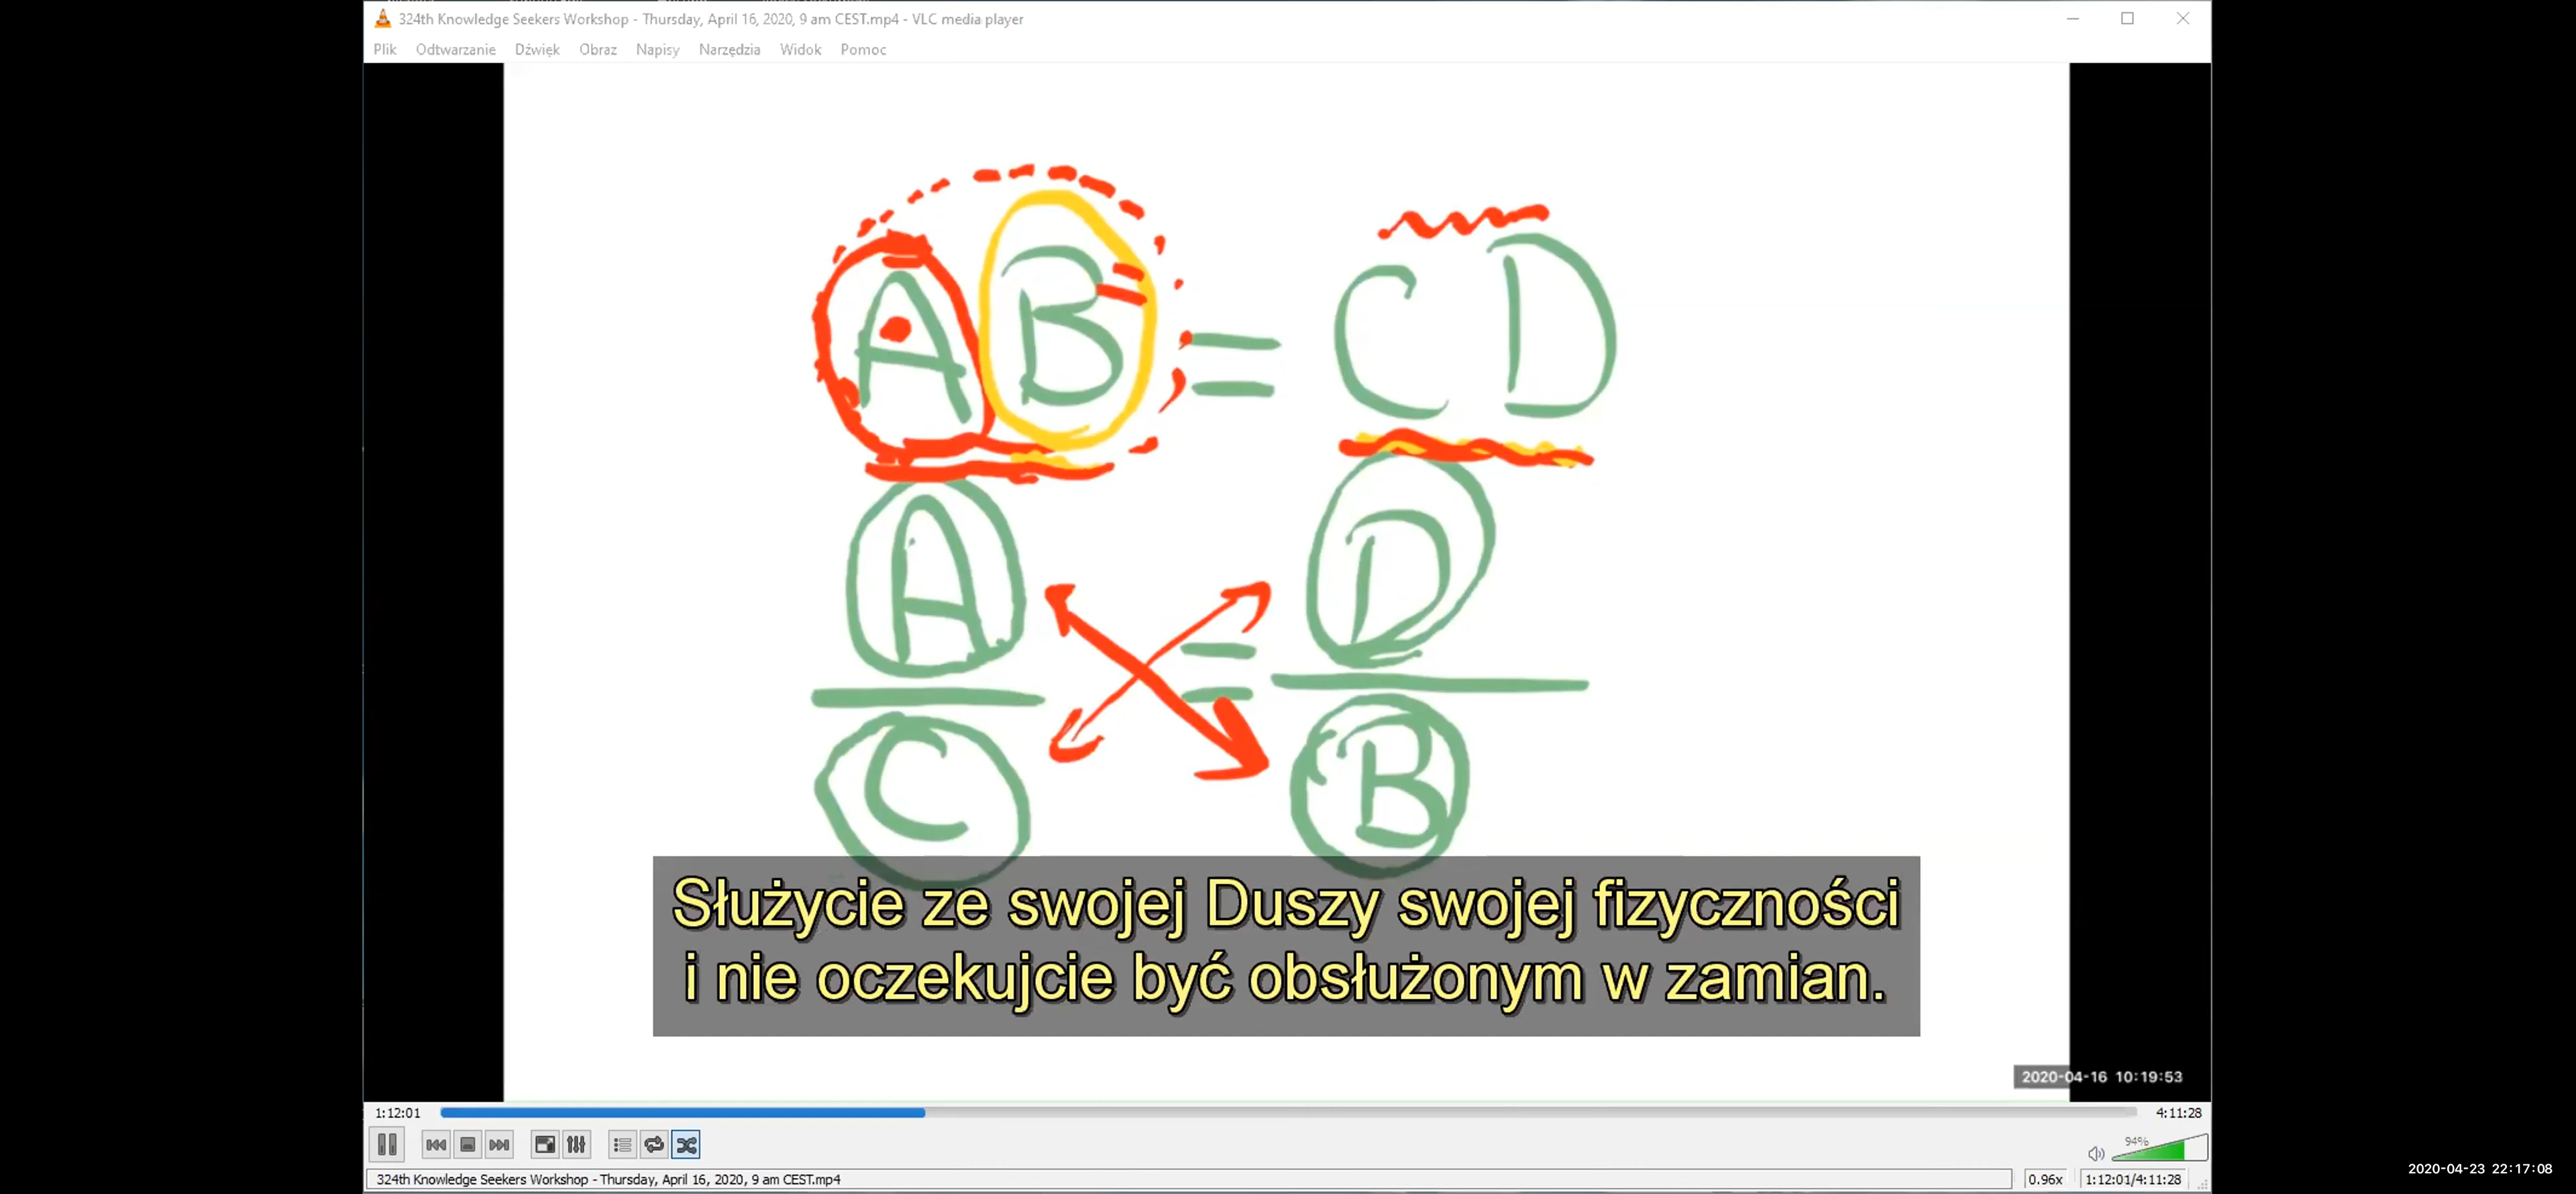 324th Knowledge Seekers Workshop - Thursday, April 16, 2020, 9 am CEST.mp4 - VLC media player
Plik Odtwarzanie Dźwięk Obraz Napisy Narzędzia Widok Pomoc
A B = C D
A = D
C B
Służycie ze swojej Duszy swojej fizyczności
i nie oczekujcie być obsłużonym w zamian.
2020-04-16 10:19:53
1:12:01 4:11:28
94%
2020-04-23 22:17:08
324th Knowledge Seekers Workshop - Thursday, April 16, 2020, 9 am CEST.mp4 0.96x 1:12:01/4:11:28